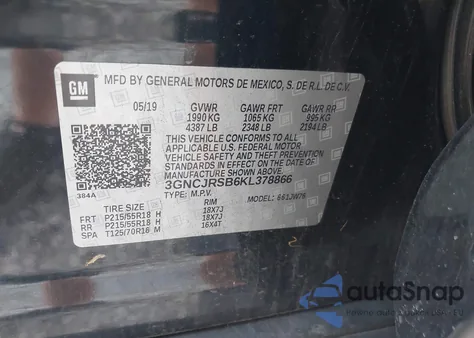 GM
MFD BY GENERAL MOTORS DE MEXICO, S. DE R.L. DE C.V.
05/19 GVWR GAWR FRT GAWR RR
1990 KG 1065 KG 995 KG
4387 LB 2348 LB 2194 LB
THIS VEHICLE CONFORMS TO ALL
APPLICABLE U.S. FEDERAL MOTOR
VEHICLE SAFETY STANDARDS IN
EFFECT ON THE DATE OF
MANUFACTURE SHOWN ABOVE.
3GNCJRSB6KL378866
384A TYPE: M.P.V. MODEL: 661JW76
TIRE SIZE RIM
FRT P215/55R18 H 18X7J
RR P215/55R18 H 18X7J
SPA T125/70R16 M 16X4T
autoSnap